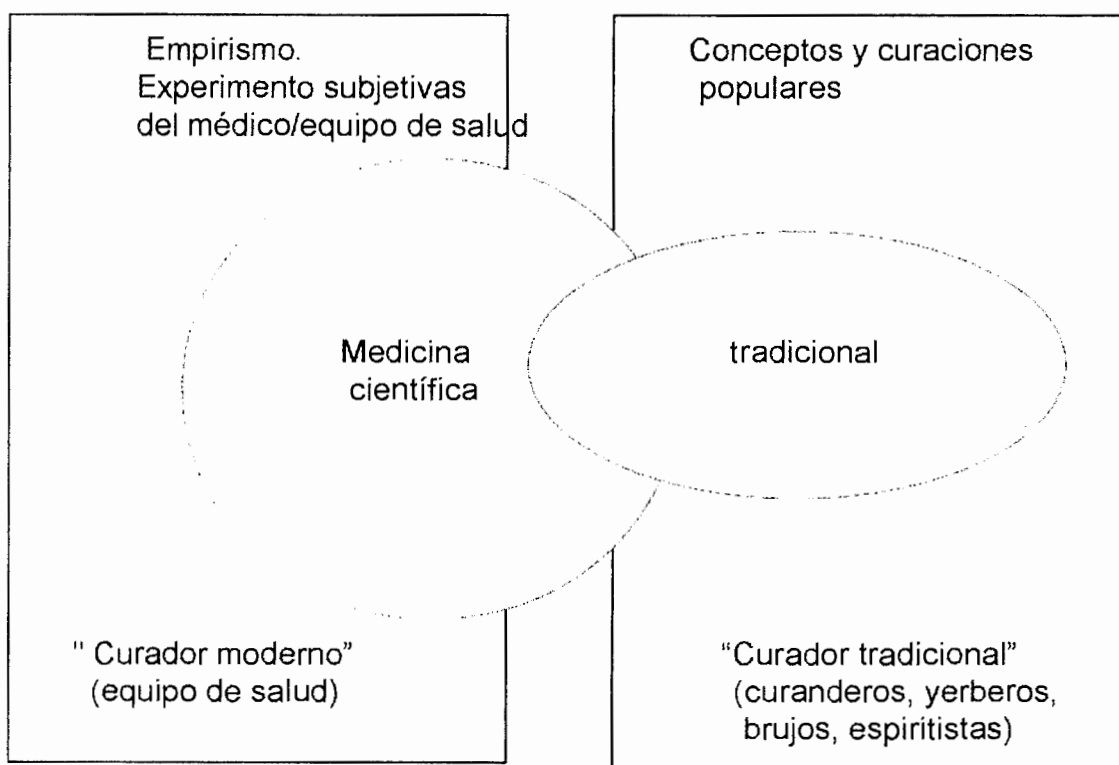 Empirismo.
Experimento subjetivas
del médico/equipo de salud
Conceptos y curaciones
populares
Medicina
científica
tradicional
" Curador moderno”
(equipo de salud)
“Curador tradicional”
(curanderos, yerberos,
brujos, espiritistas)